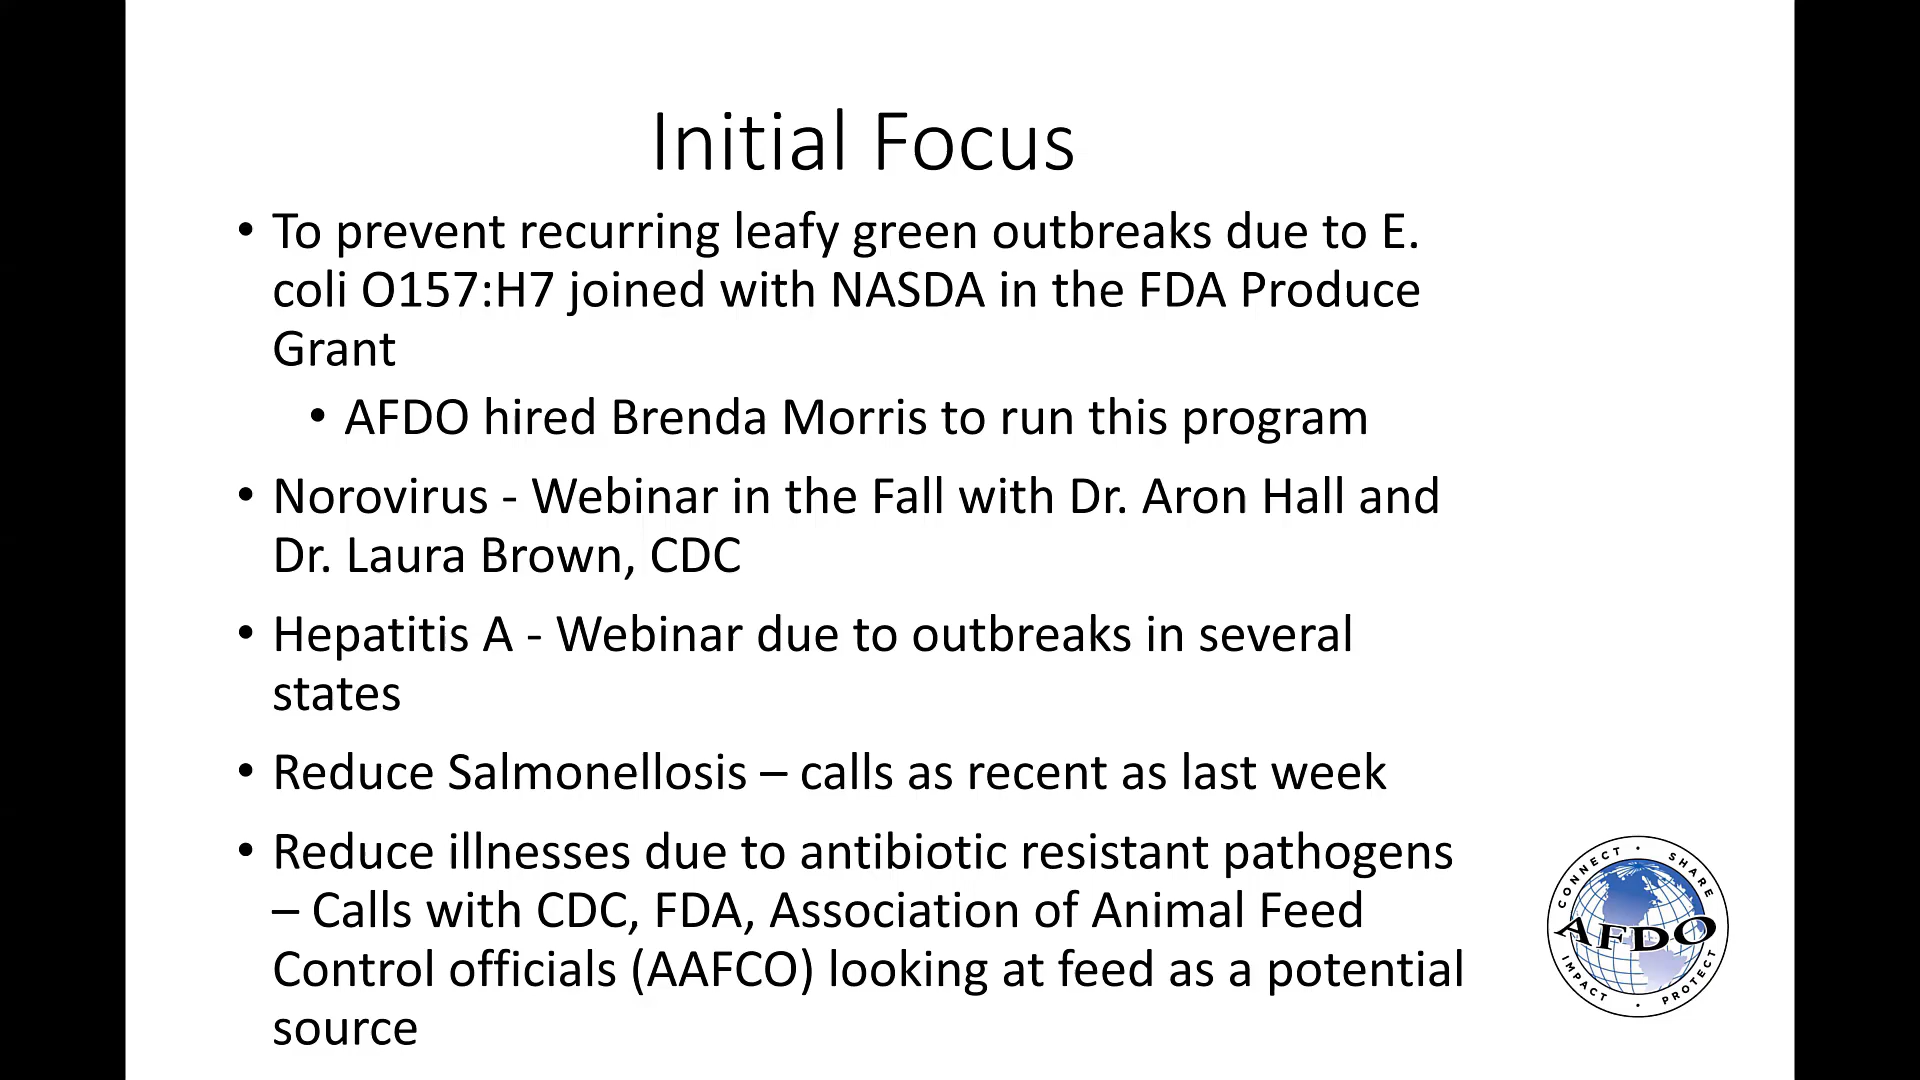 Initial Focus
• To prevent recurring leafy green outbreaks due to E.
coli O157:H7 joined with NASDA in the FDA Produce
Grant
• AFDO hired Brenda Morris to run this program
• Norovirus - Webinar in the Fall with Dr. Aron Hall and
Dr. Laura Brown, CDC
• Hepatitis A - Webinar due to outbreaks in several
states
• Reduce Salmonellosis – calls as recent as last week
• Reduce illnesses due to antibiotic resistant pathogens
– Calls with CDC, FDA, Association of Animal Feed
Control officials (AAFCO) looking at feed as a potential
source
CONNECT • SHARE
AFDO
IMPACT • PROTECT